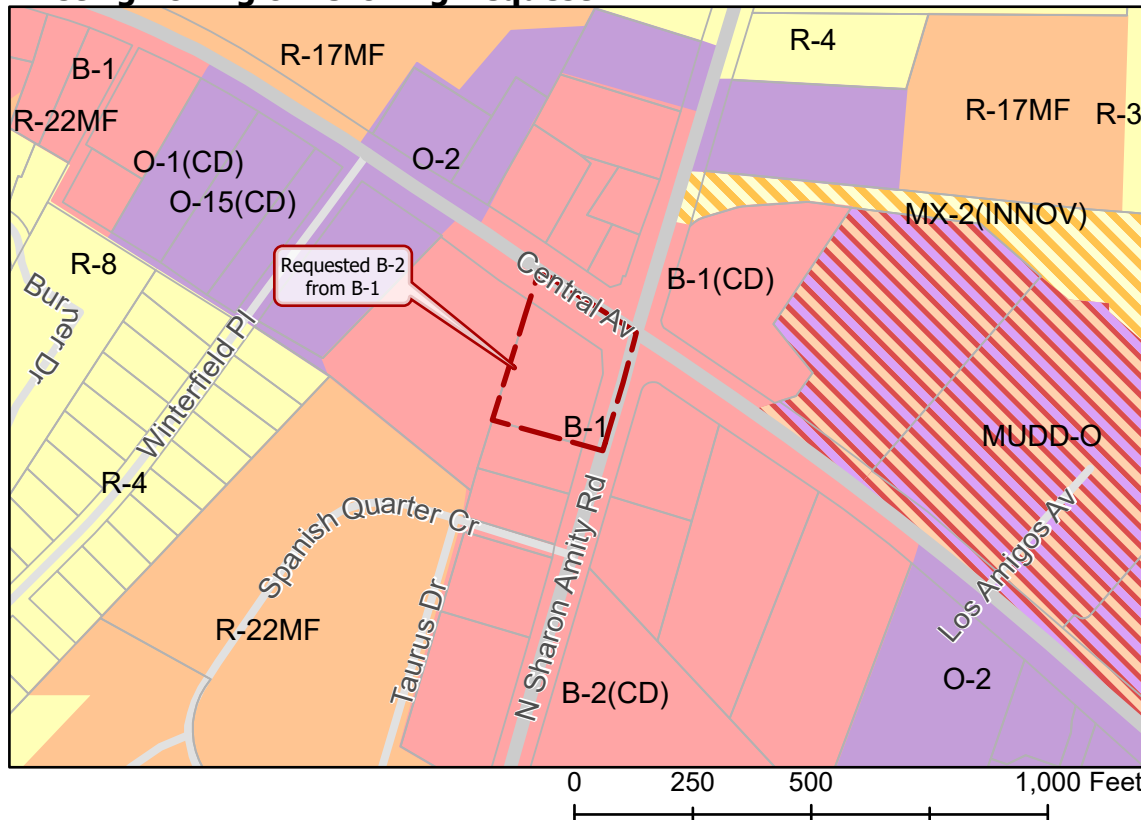 R-4
R-17MF
B-1
R-17MF
R-3
R-22MF
O-2
O-1(CD)
O-15(CD)
MX-2(INNOV)
R-8
Requested B-2
from B-1
Central Av
B-1(CD)
Burner Dr
Winterfield Pl
B-1
MUDD-O
R-4
Spanish Quarter Cr
Los Amigos Av
R-22MF
Taurus Dr
N Sharon Amity Rd
B-2(CD)
O-2
0 250 500 1,000 Feet